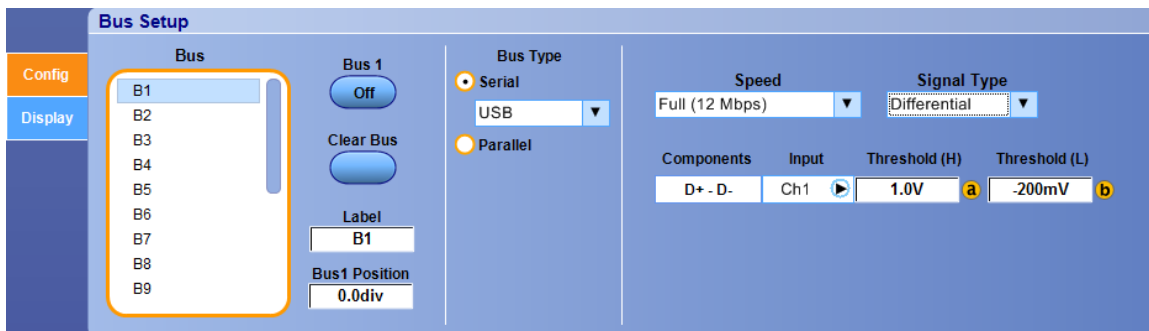 Bus Setup
Config
Display
Bus
B1
B2
B3
B4
B5
B6
B7
B8
B9
Bus 1
Off
Clear Bus
Label
B1
Bus1 Position
0.0div
Bus Type
Serial
USB
Parallel
Speed
Full (12 Mbps)
Signal Type
Differential
Components Input Threshold (H) Threshold (L)
D+ - D- Ch1 1.0V a -200mV b